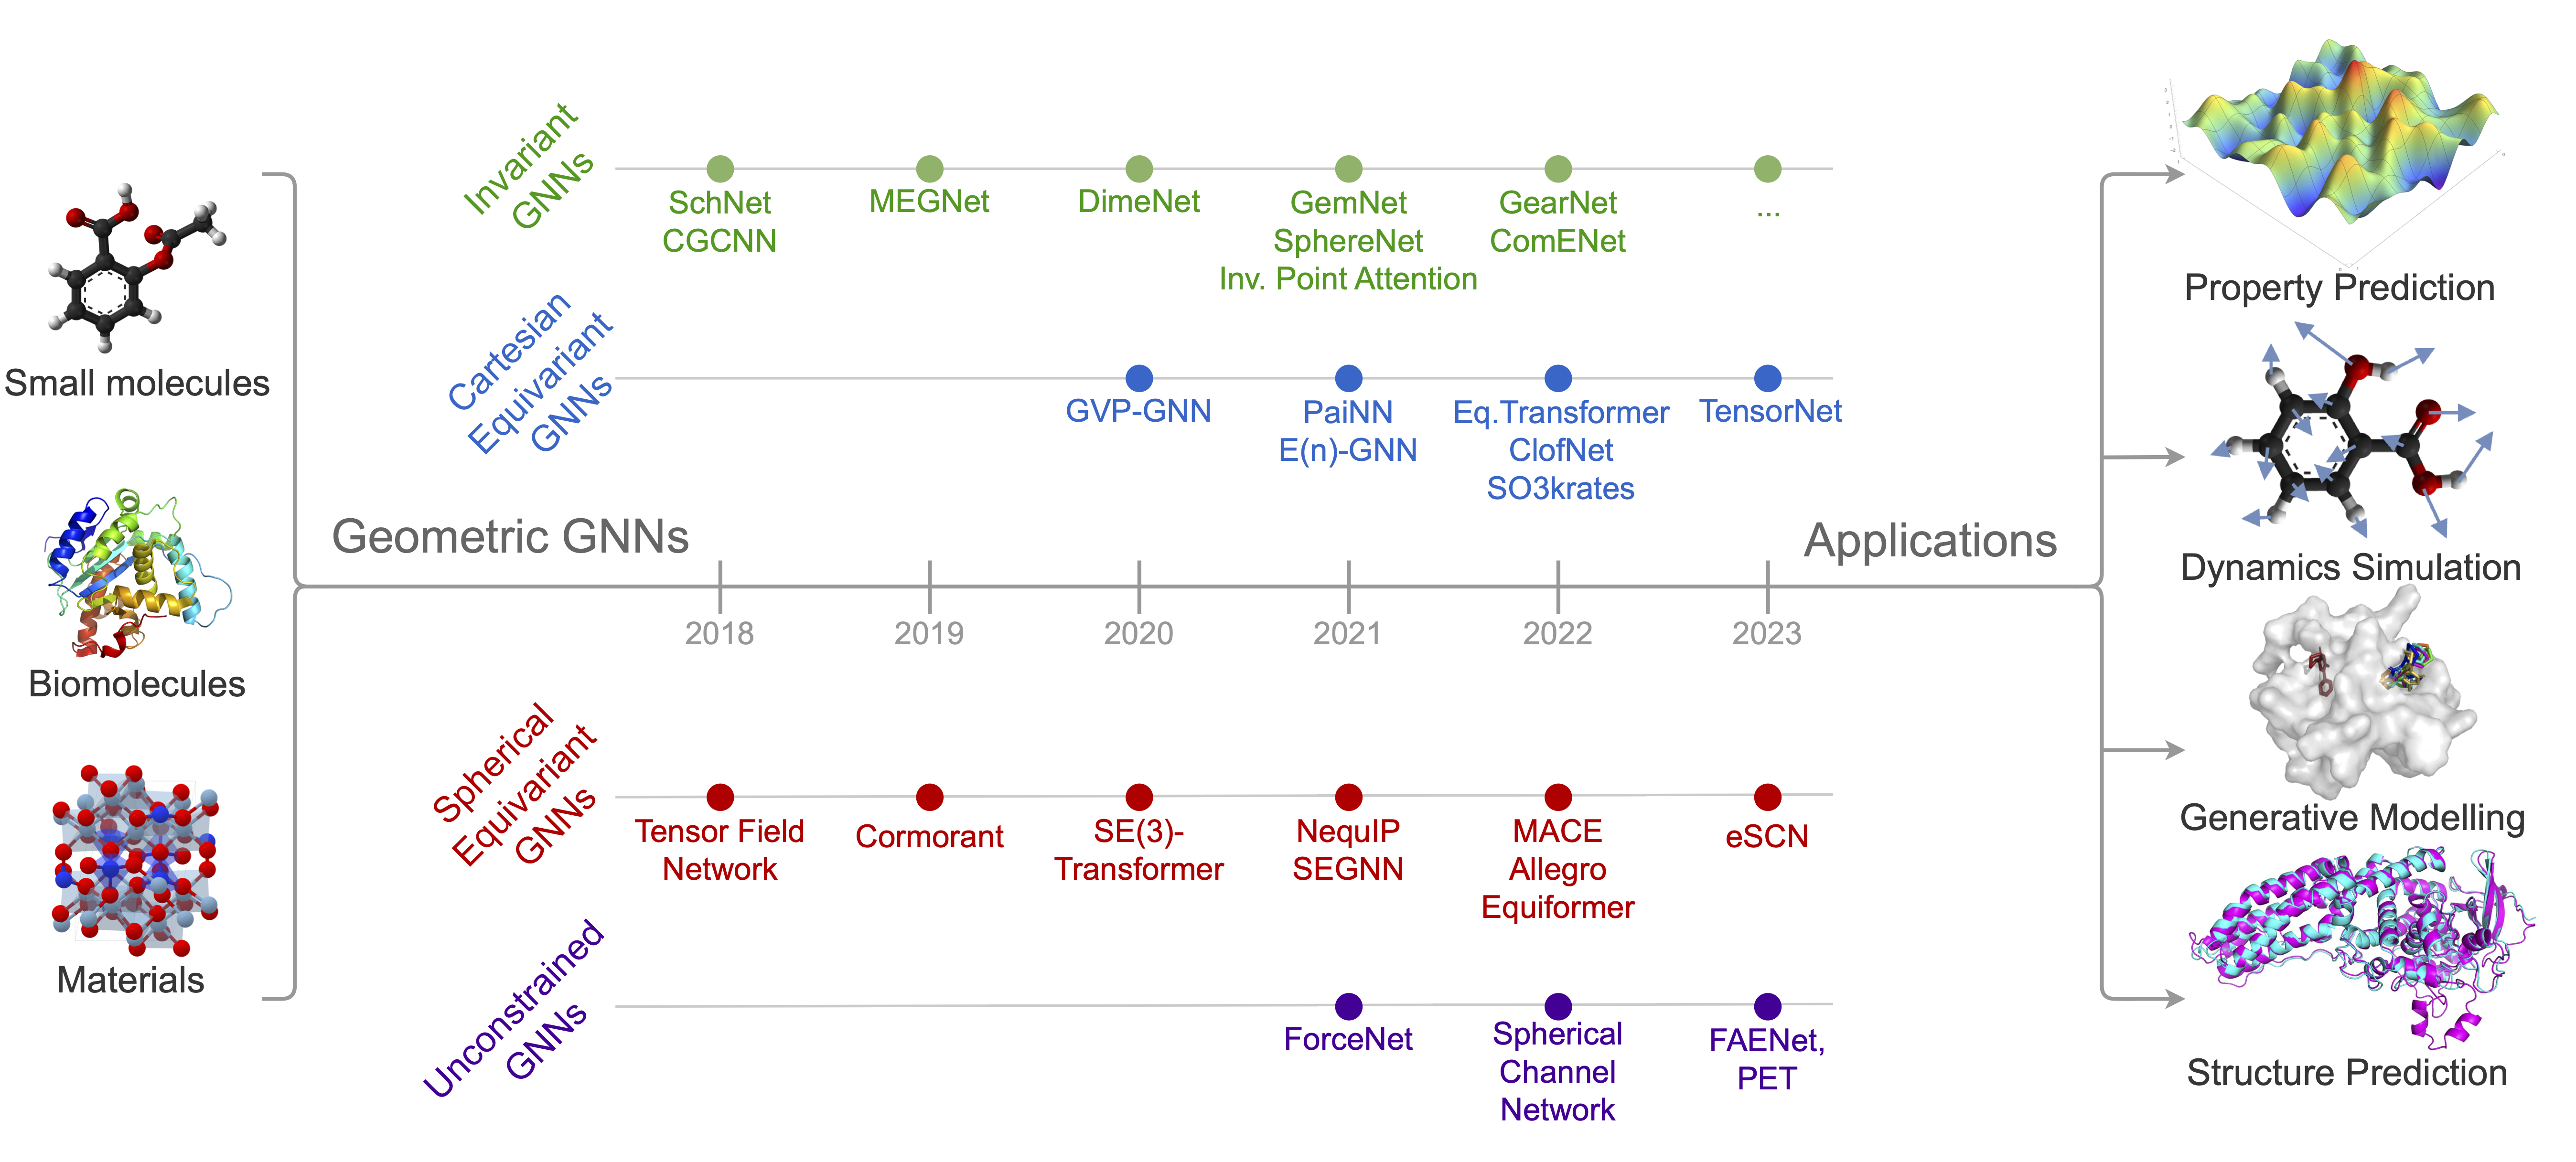 Small molecules
Biomolecules
Materials
Geometric GNNs
Invariant
GNNs
SchNet
CGCNN
MEGNet
DimeNet
GemNet
SphereNet
Inv. Point Attention
GearNet
ComENet
...
Cartesian
Equivariant
GNNs
GVP-GNN
PaiNN
E(n)-GNN
Eq.Transformer
ClofNet
SO3krates
TensorNet
2018
2019
2020
2021
2022
2023
Spherical
Equivariant
GNNs
Tensor Field
Network
Cormorant
SE(3)-
Transformer
NequIP
SEGNN
MACE
Allegro
Equiformer
eSCN
Unconstrained
GNNs
ForceNet
Spherical
Channel
Network
FAENet,
PET
Applications
Property Prediction
Dynamics Simulation
Generative Modelling
Structure Prediction